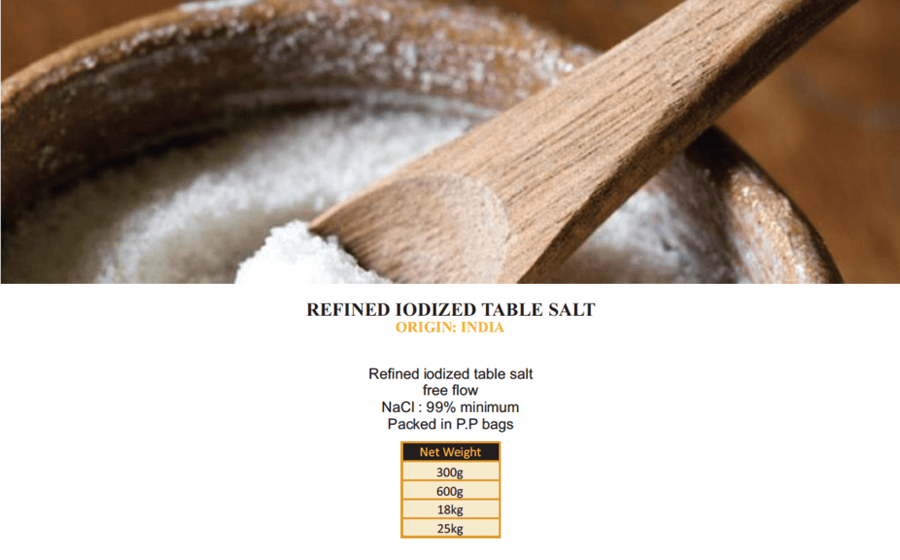 REFINED IODIZED TABLE SALT
ORIGIN: INDIA
Refined iodized table salt
free flow
NaCl : 99% minimum
Packed in P.P bags
Net Weight
300g
600g
18kg
25kg